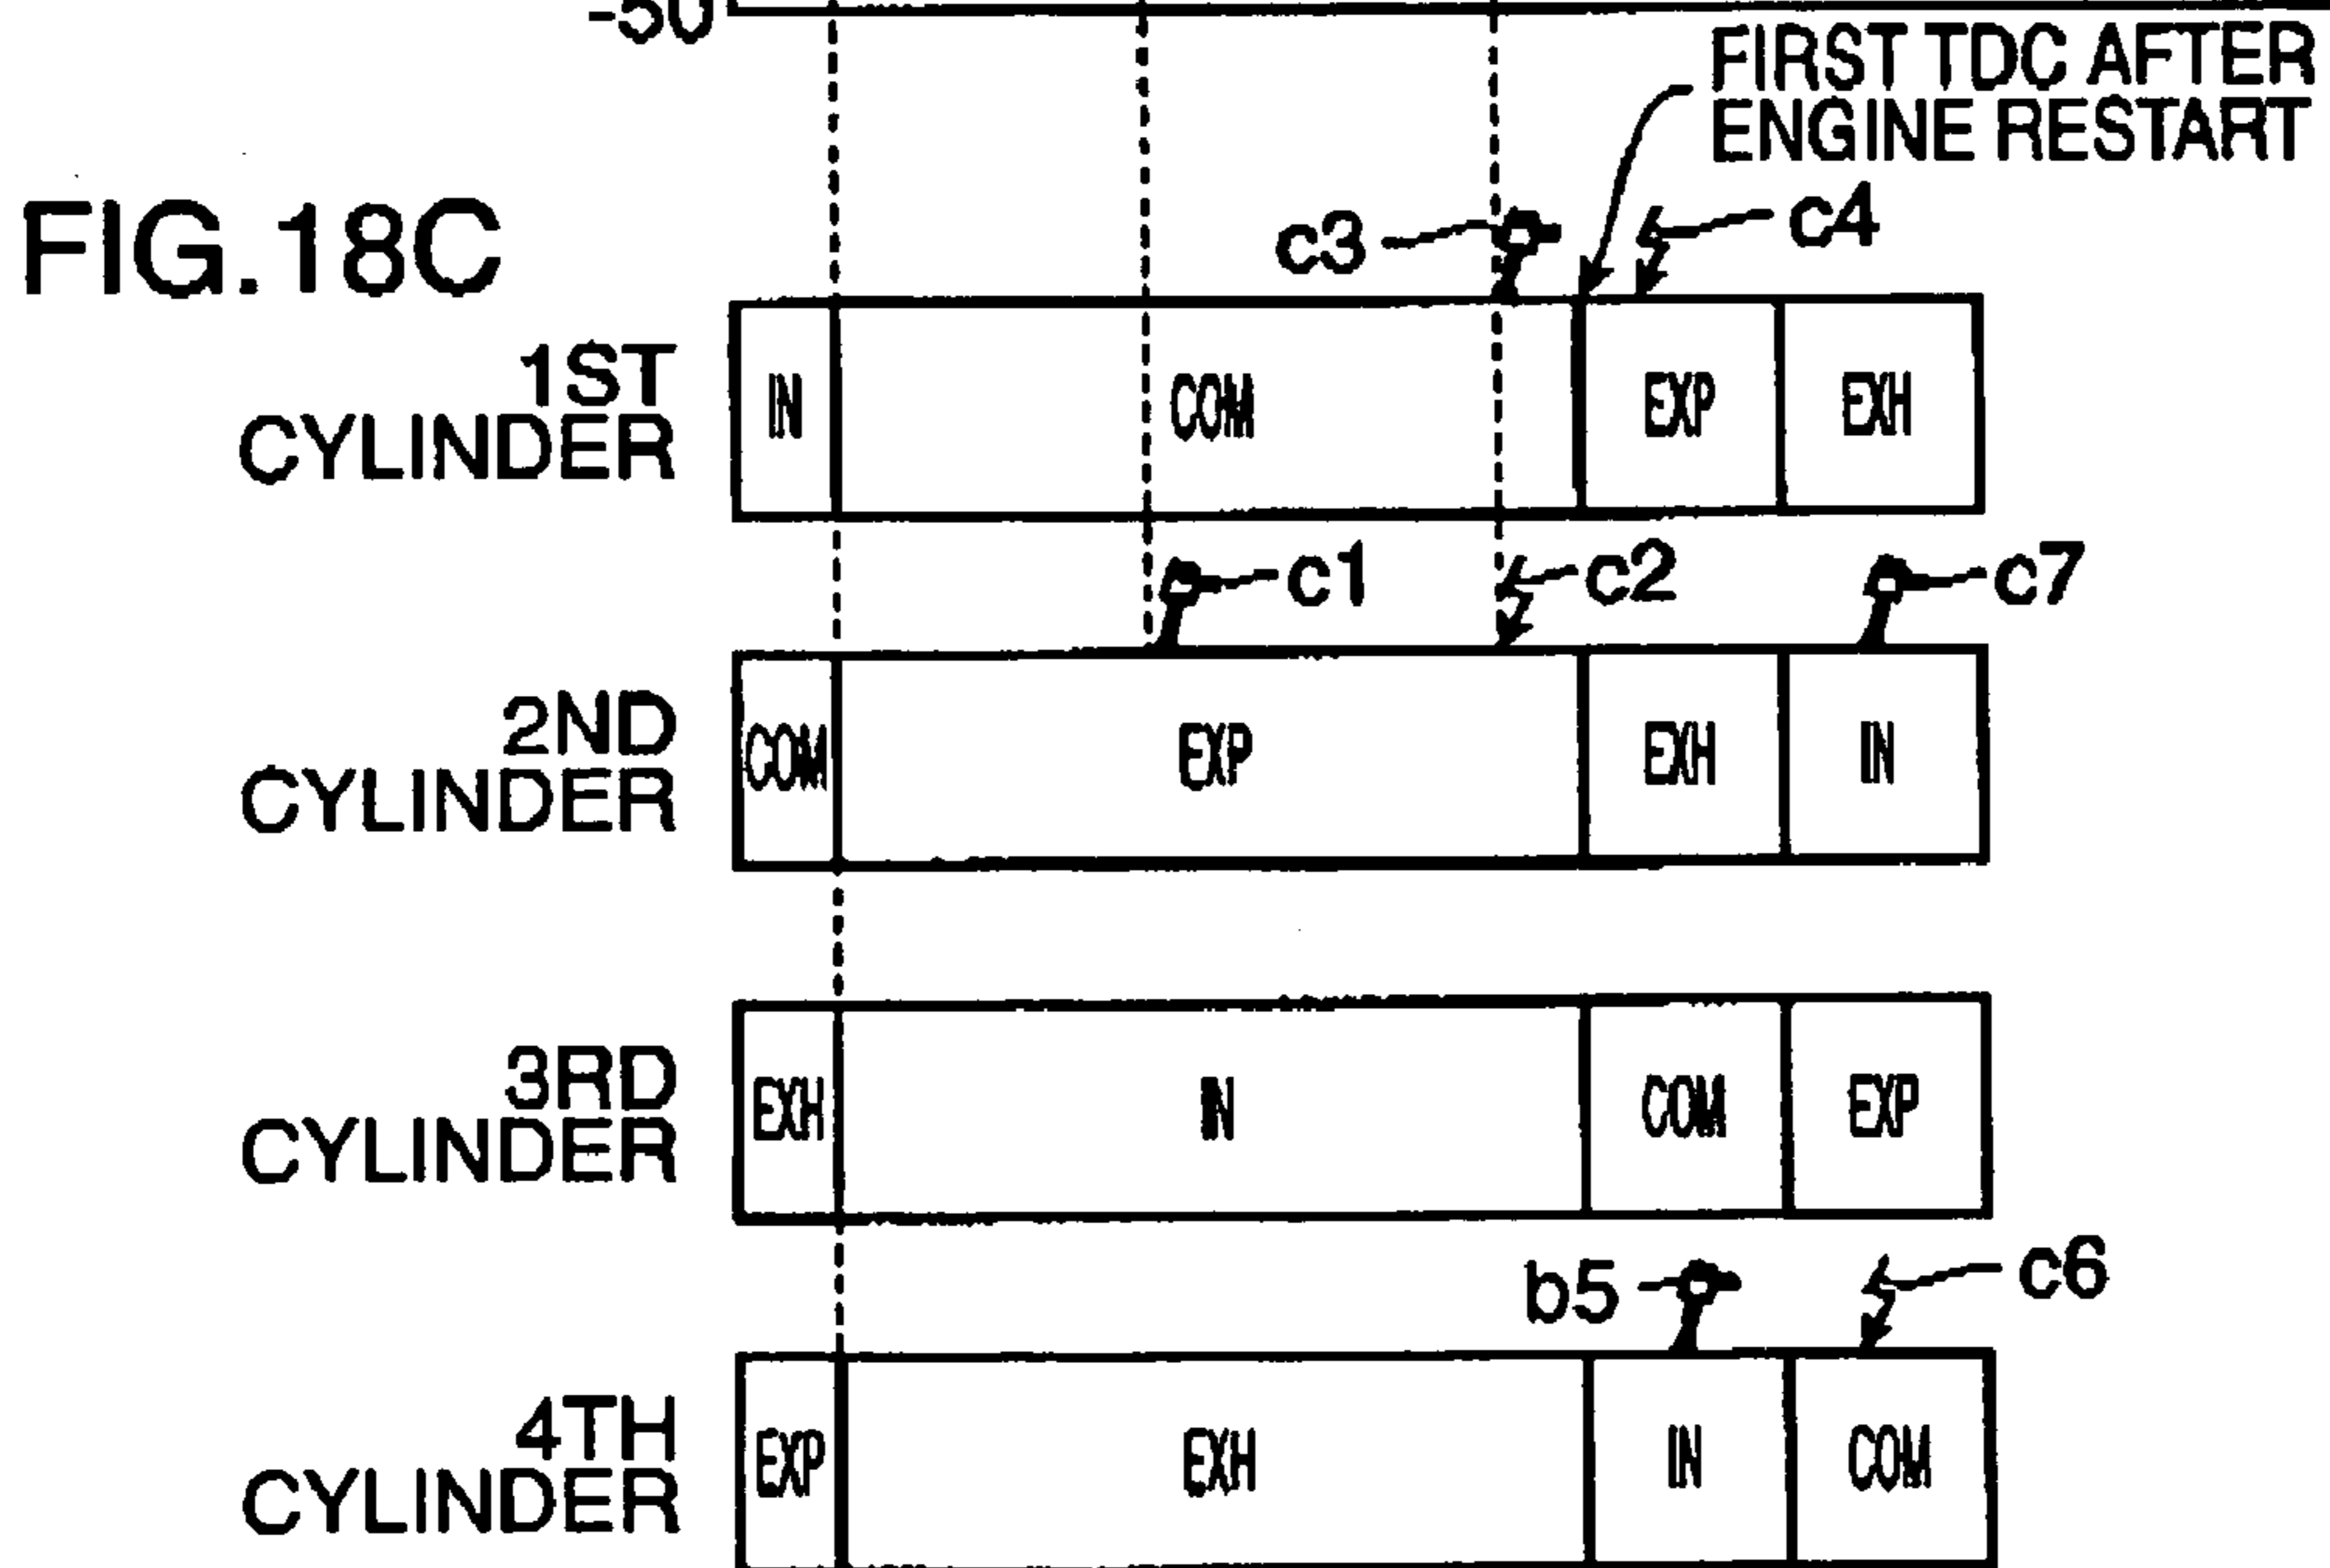 -50
FIRST TDC AFTER
ENGINE RESTART
FIG.18C
c3
c4
1ST
CYLINDER
IN
COM
EXP
EXH
c1
c2
c7
2ND
CYLINDER
COM
EXP
EXH
IN
3RD
CYLINDER
EXH
IN
COM
EXP
b5
c6
4TH
CYLINDER
EXP
EXH
IN
COM